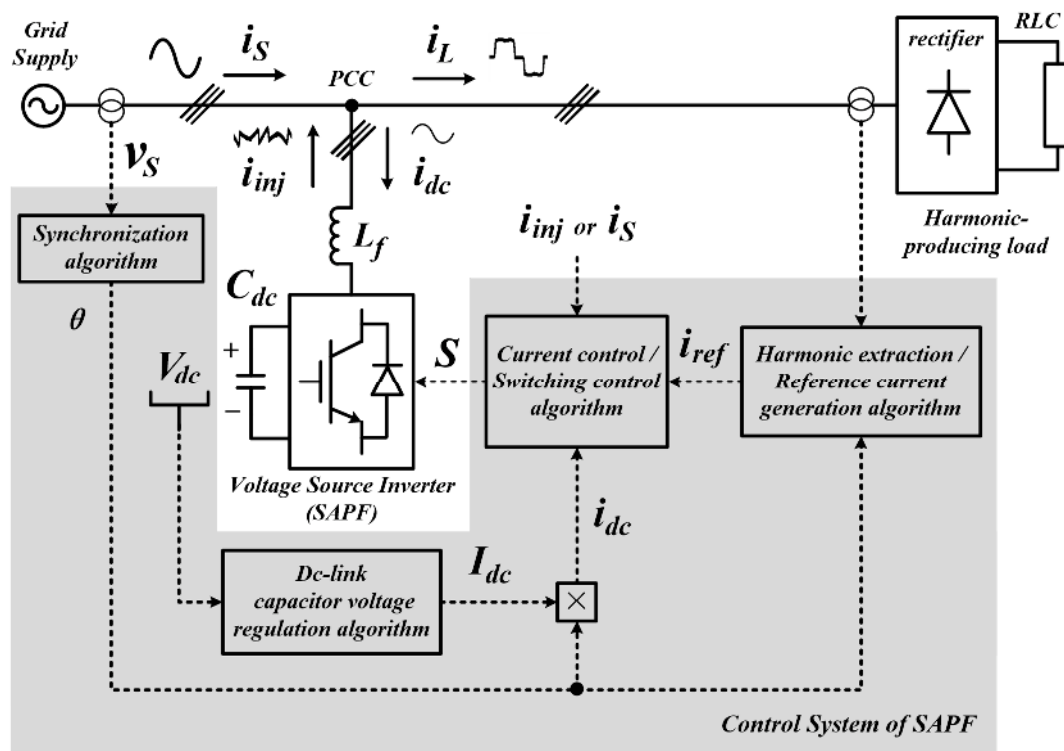 Grid
Supply
i_S
i_L
PCC
rectifier
RLC
v_S
i_inj
i_dc
Harmonic-
producing load
Synchronization
algorithm
L_f
i_inj or i_S
θ
C_dc
+
−
V_dc
S
Current control /
Switching control
algorithm
i_ref
Harmonic extraction /
Reference current
generation algorithm
Voltage Source Inverter
(SAPF)
i_dc
Dc-link
capacitor voltage
regulation algorithm
I_dc
×
Control System of SAPF